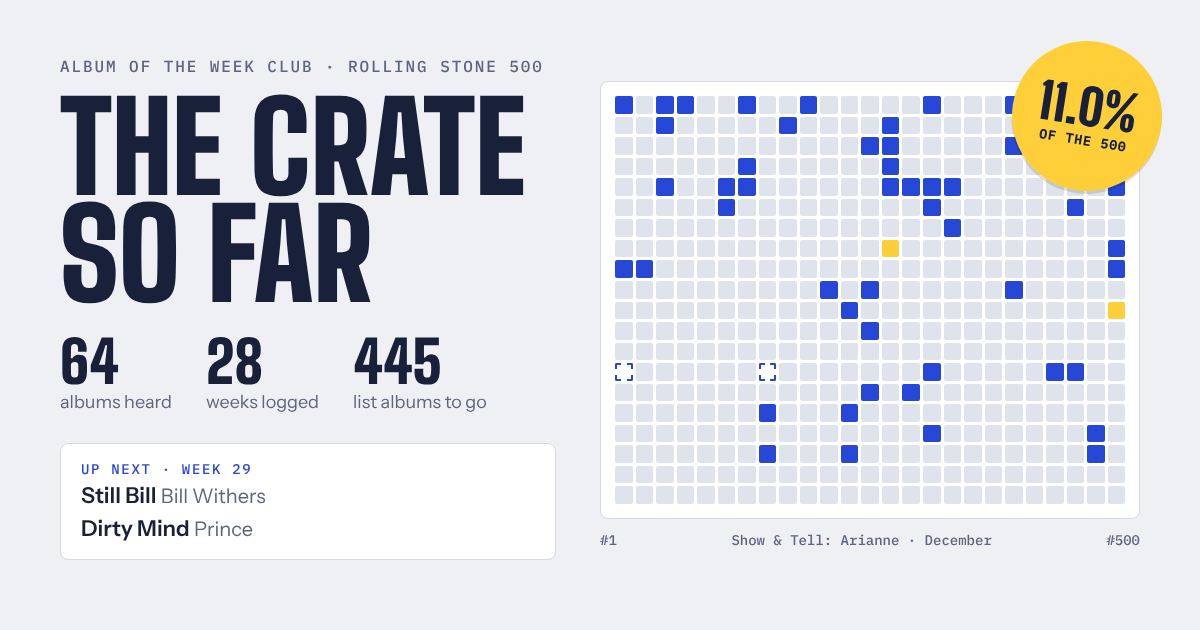 ALBUM OF THE WEEK CLUB · ROLLING STONE 500
THE CRATE
SO FAR
64
albums heard
28
weeks logged
445
list albums to go
UP NEXT · WEEK 29
Still Bill Bill Withers
Dirty Mind Prince
11.0%
OF THE 500
#1
Show & Tell: Arianne · December
#500